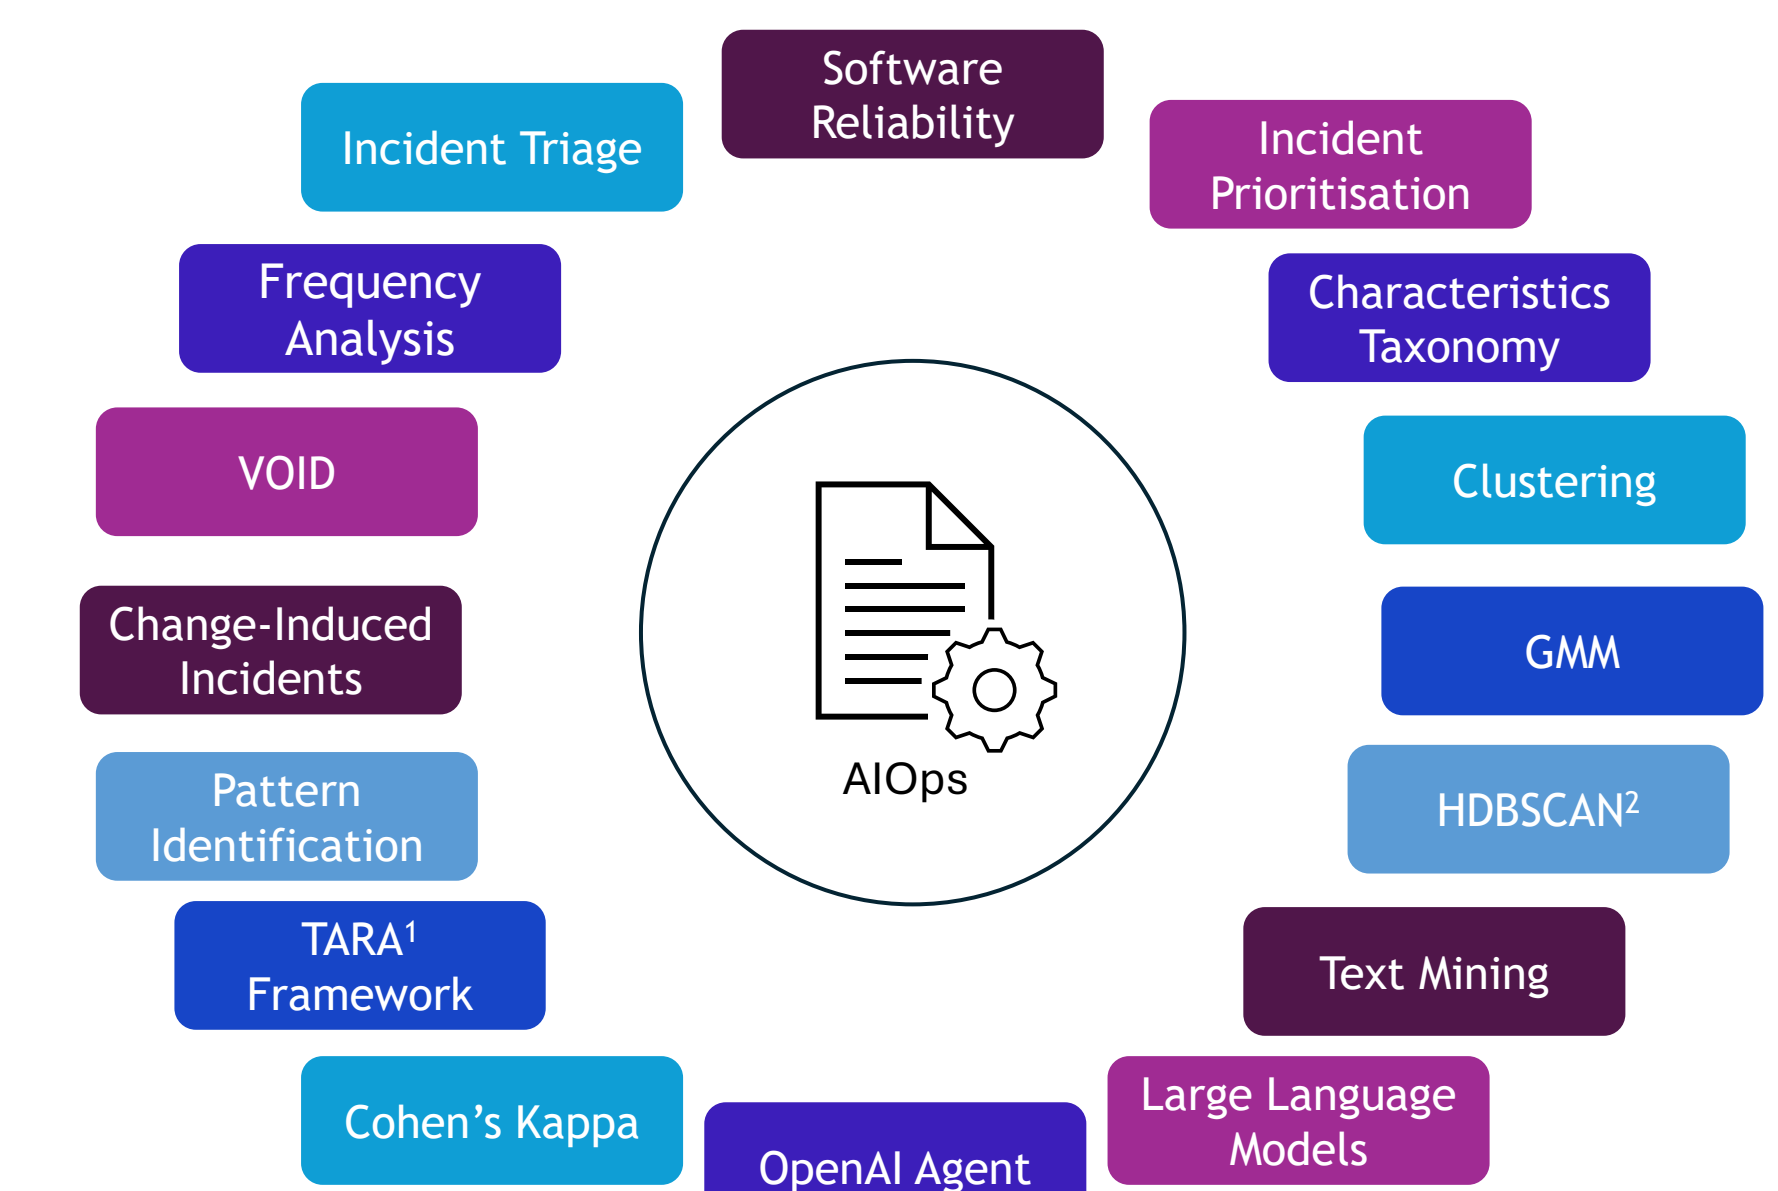 Software
Reliability
Incident Triage
Incident
Prioritisation
Frequency
Analysis
Characteristics
Taxonomy
VOID
Clustering
Change-Induced
Incidents
GMM
AIOps
Pattern
Identification
HDBSCAN²
TARA¹
Framework
Text Mining
Cohen’s Kappa
Large Language
Models
OpenAI Agent